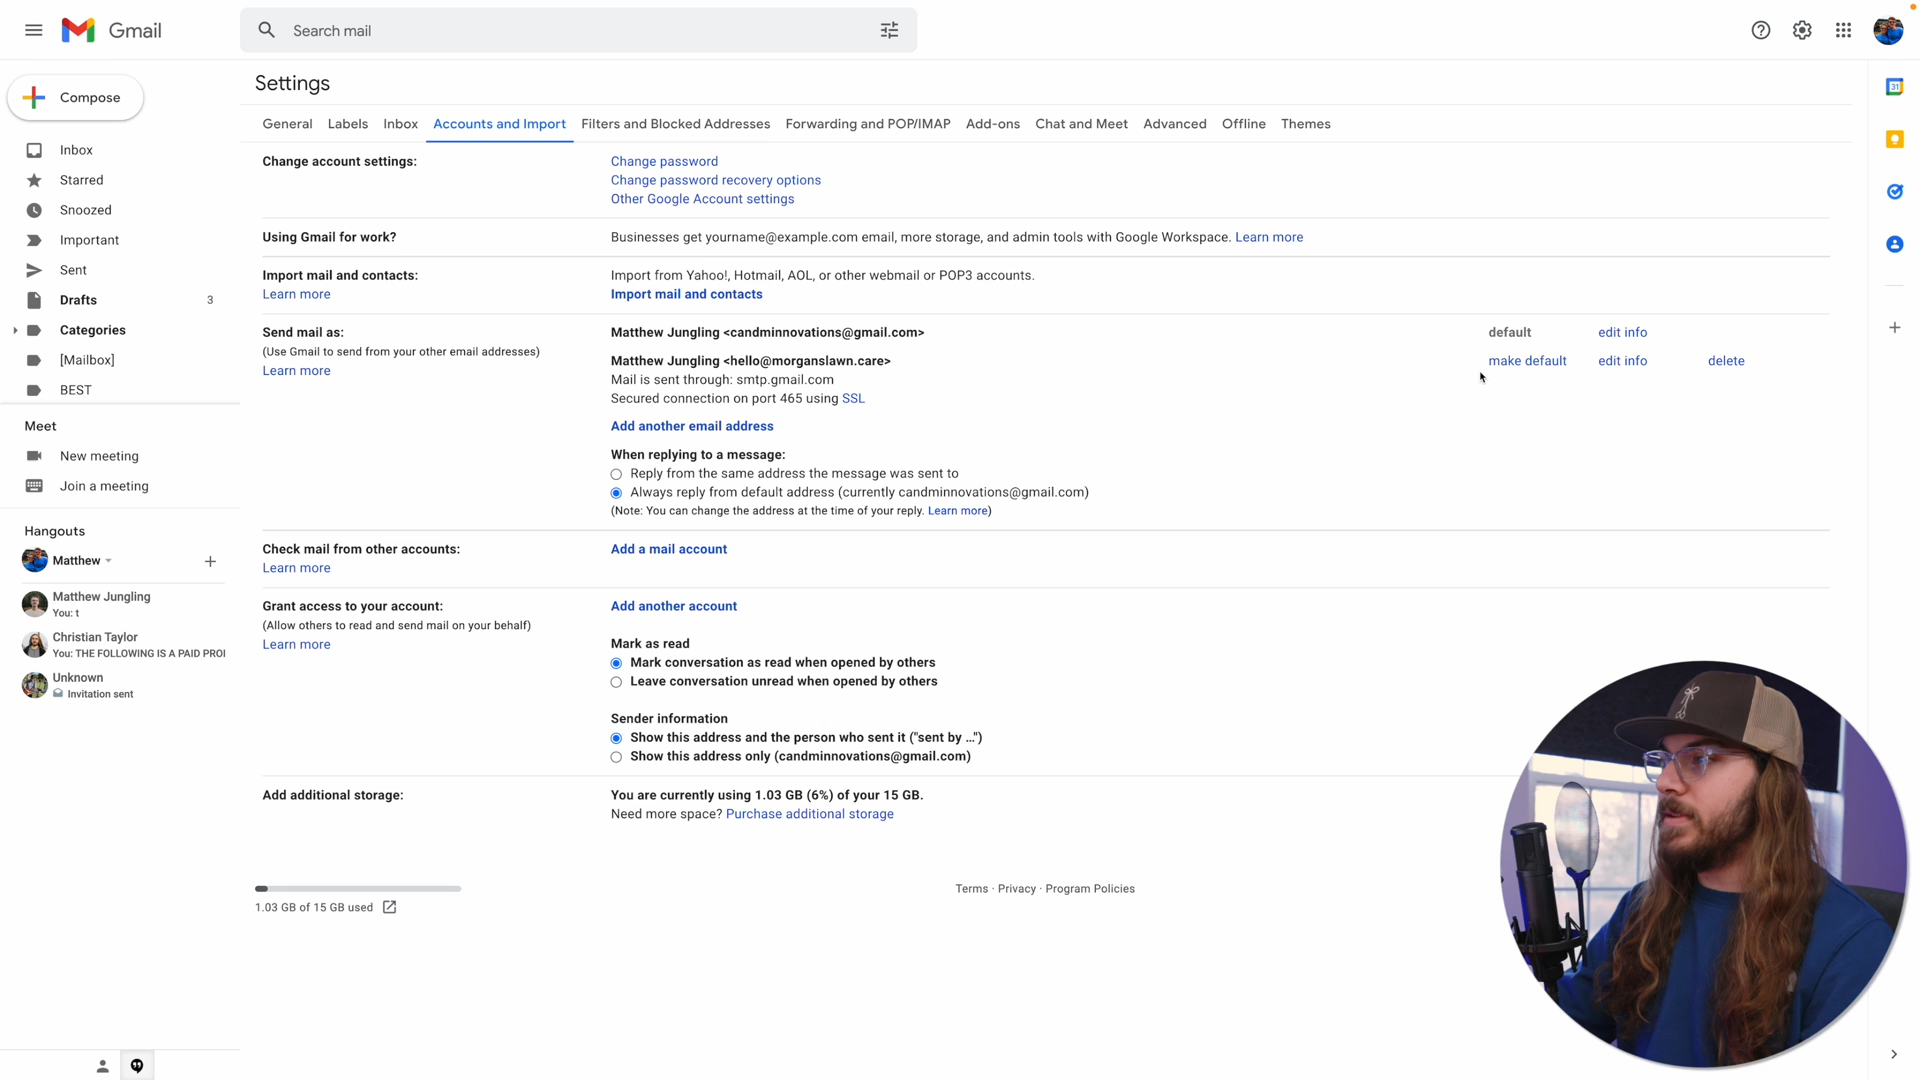 Gmail
Search mail
Compose
Inbox
Starred
Snoozed
Important
Sent
Drafts 3
Categories
[Mailbox]
BEST
Meet
New meeting
Join a meeting
Hangouts
Matthew
Matthew Jungling
You: t
Christian Taylor
You: THE FOLLOWING IS A PAID PROI
Unknown
Invitation sent
Settings
General Labels Inbox Accounts and Import Filters and Blocked Addresses Forwarding and POP/IMAP Add-ons Chat and Meet Advanced Offline Themes
Change account settings:
Change password
Change password recovery options
Other Google Account settings
Using Gmail for work?
Businesses get yourname@example.com email, more storage, and admin tools with Google Workspace. Learn more
Import mail and contacts:
Learn more
Import from Yahoo!, Hotmail, AOL, or other webmail or POP3 accounts.
Import mail and contacts
Send mail as:
(Use Gmail to send from your other email addresses)
Learn more
Matthew Jungling <candminnovations@gmail.com> default edit info
Matthew Jungling <hello@morganslawn.care> make default edit info delete
Mail is sent through: smtp.gmail.com
Secured connection on port 465 using SSL
Add another email address
When replying to a message:
Reply from the same address the message was sent to
Always reply from default address (currently candminnovations@gmail.com)
(Note: You can change the address at the time of your reply. Learn more)
Check mail from other accounts:
Learn more
Add a mail account
Grant access to your account:
(Allow others to read and send mail on your behalf)
Learn more
Add another account
Mark as read
Mark conversation as read when opened by others
Leave conversation unread when opened by others
Sender information
Show this address and the person who sent it ("sent by ...")
Show this address only (candminnovations@gmail.com)
Add additional storage:
You are currently using 1.03 GB (6%) of your 15 GB.
Need more space? Purchase additional storage
1.03 GB of 15 GB used
Terms · Privacy · Program Policies
31